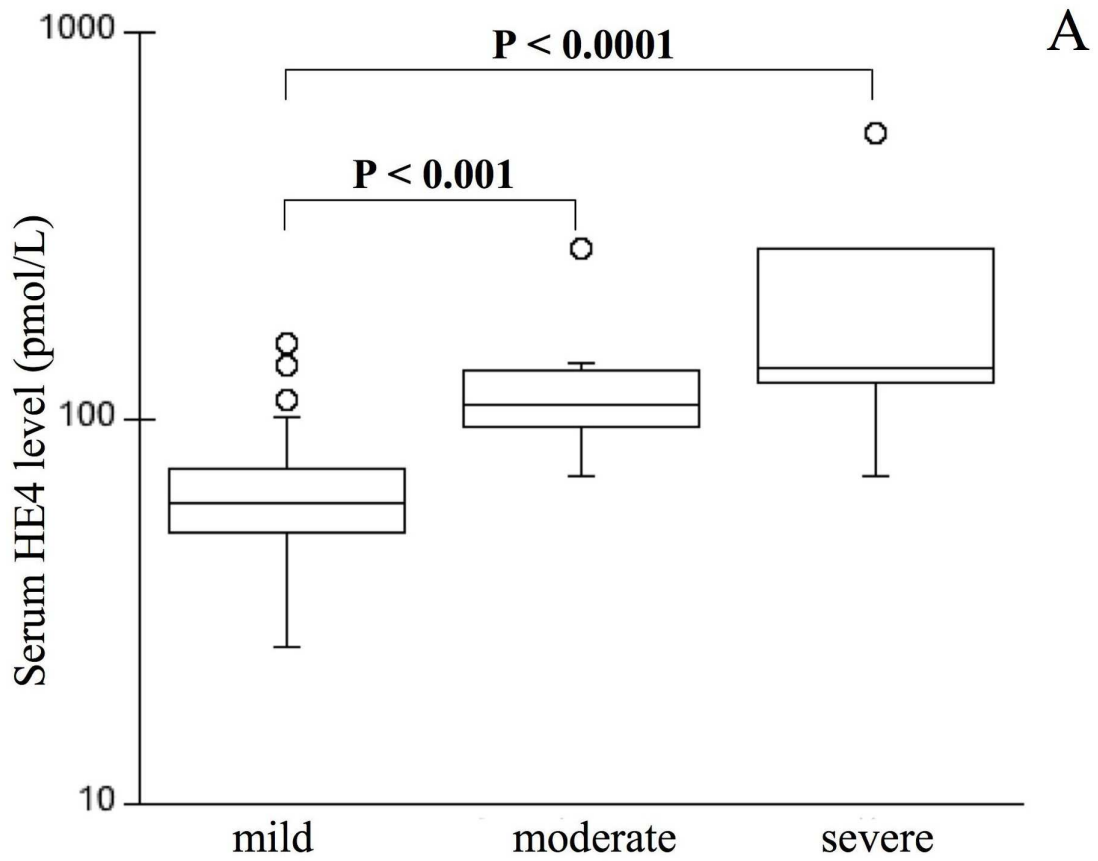 A
1000
P < 0.0001
P < 0.001
100
10
Serum HE4 level (pmol/L)
mild moderate severe